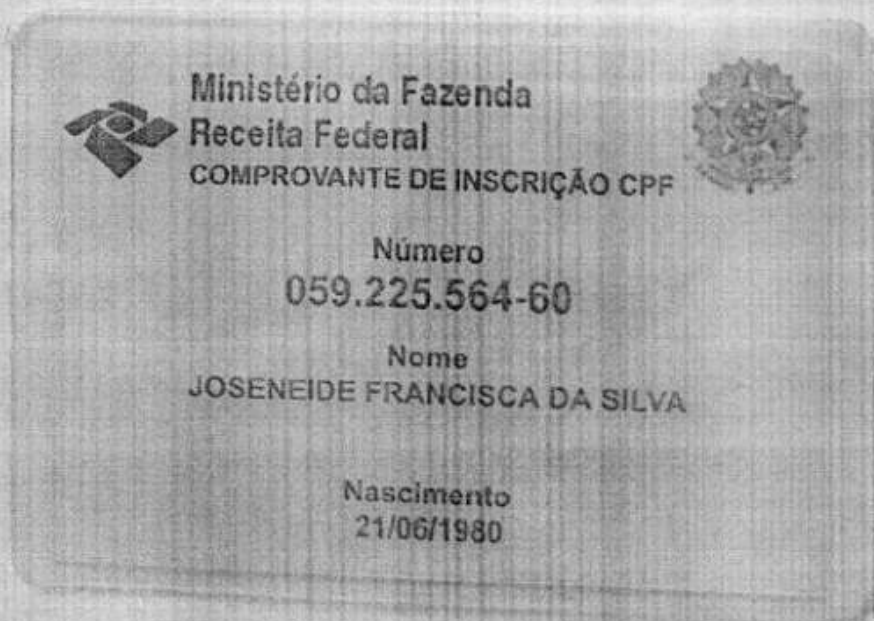 Ministério da Fazenda
Receita Federal
COMPROVANTE DE INSCRIÇÃO CPF
Número
059.225.564-60
Nome
JOSENEIDE FRANCISCA DA SILVA
Nascimento
21/06/1980